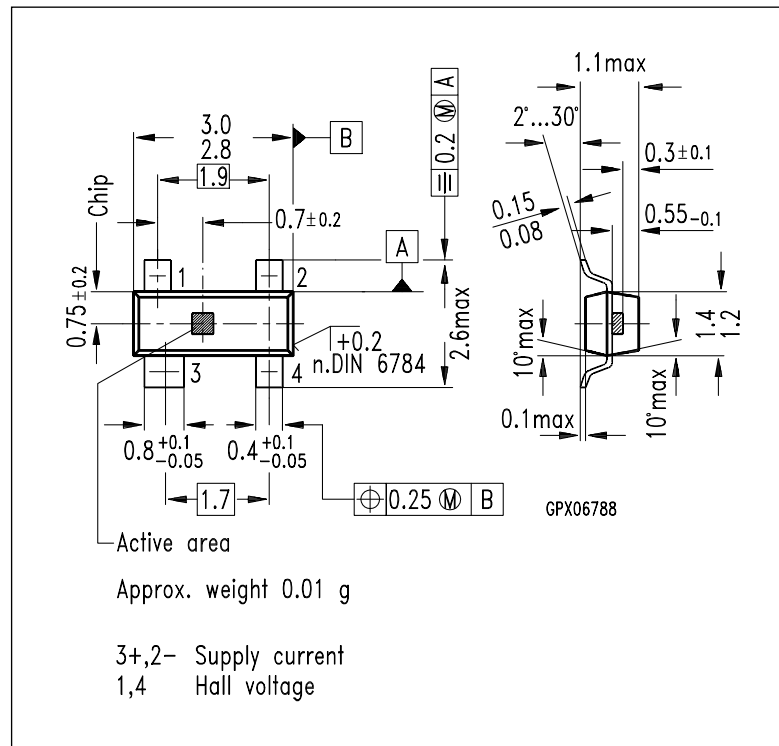 1.1max
2°...30°
0.2 Ⓜ A
3.0
2.8
B
0.3±0.1
1.9
Chip
0.7±0.2
0.15
0.08
0.55-0.1
A
1
2
0.75±0.2
2.6max
1.4
1.2
+0.2
n.DIN 6784
3
4
10°max
10°max
0.1max
0.8 +0.1 -0.05
0.4 +0.1 -0.05
1.7
⌖ 0.25 Ⓜ B
GPX06788
Active area
Approx. weight 0.01 g
3+,2- Supply current
1,4 Hall voltage